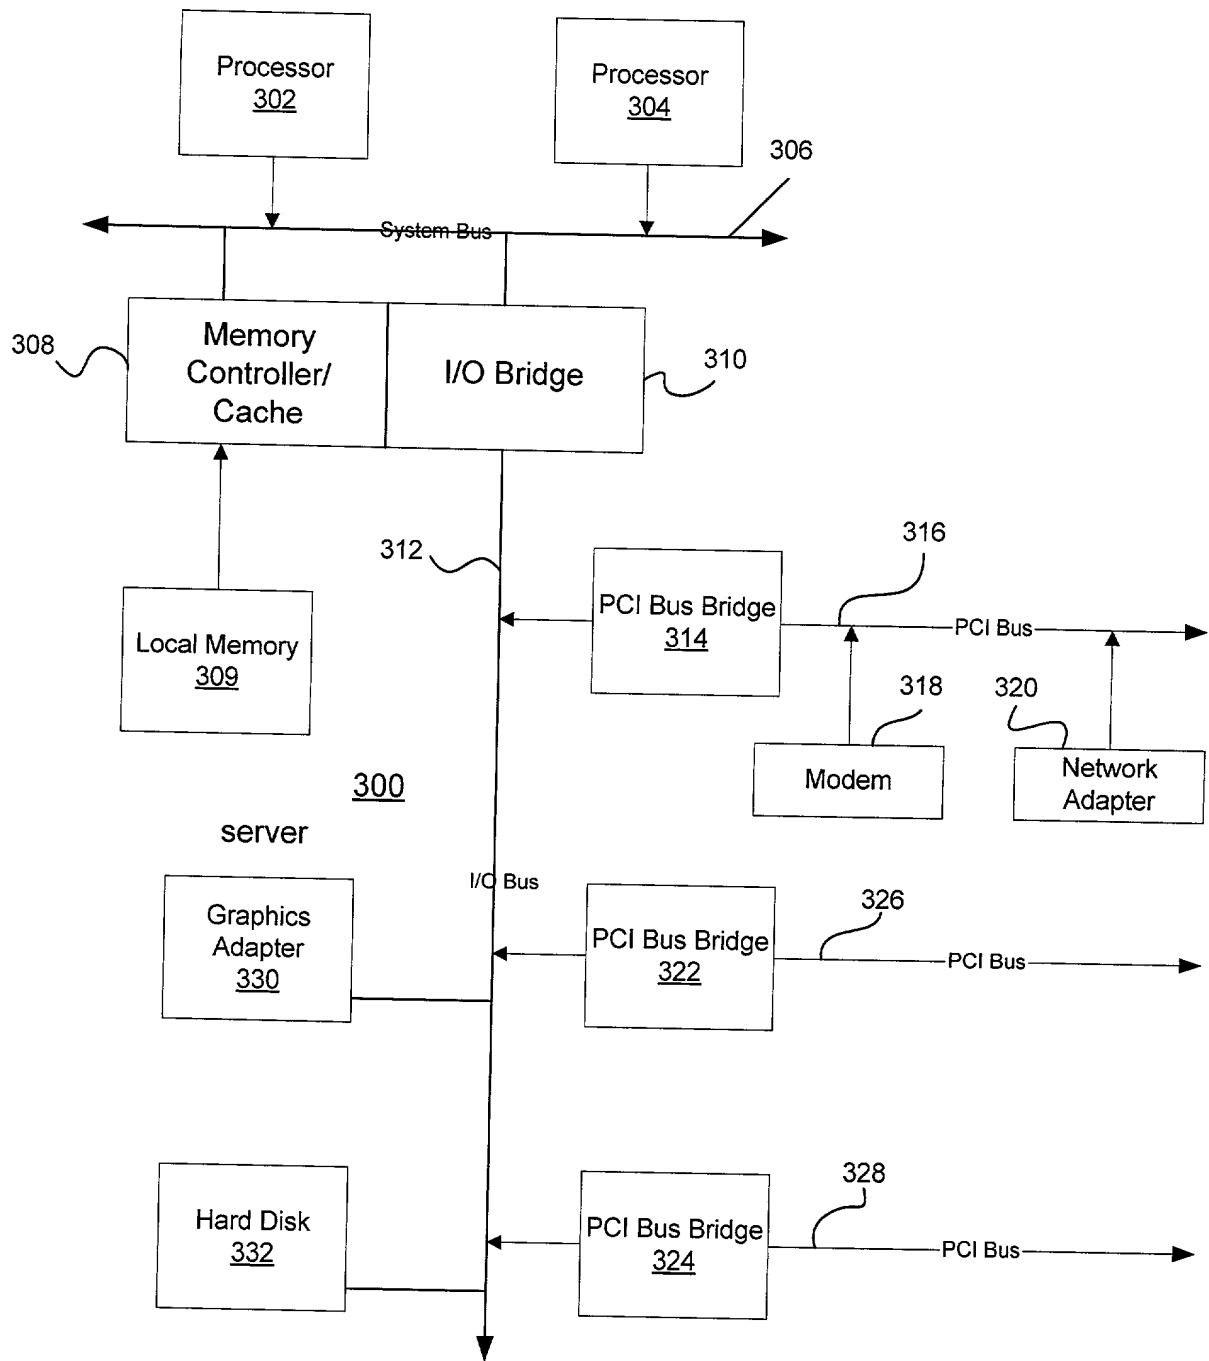 Processor
302
Processor
304
306
System Bus
308
Memory
Controller/
Cache
I/O Bridge
310
312
316
PCI Bus Bridge
314
PCI Bus
Local Memory
309
318
320
Modem
Network
Adapter
300
server
I/O Bus
Graphics
Adapter
330
PCI Bus Bridge
322
326
PCI Bus
Hard Disk
332
PCI Bus Bridge
324
328
PCI Bus